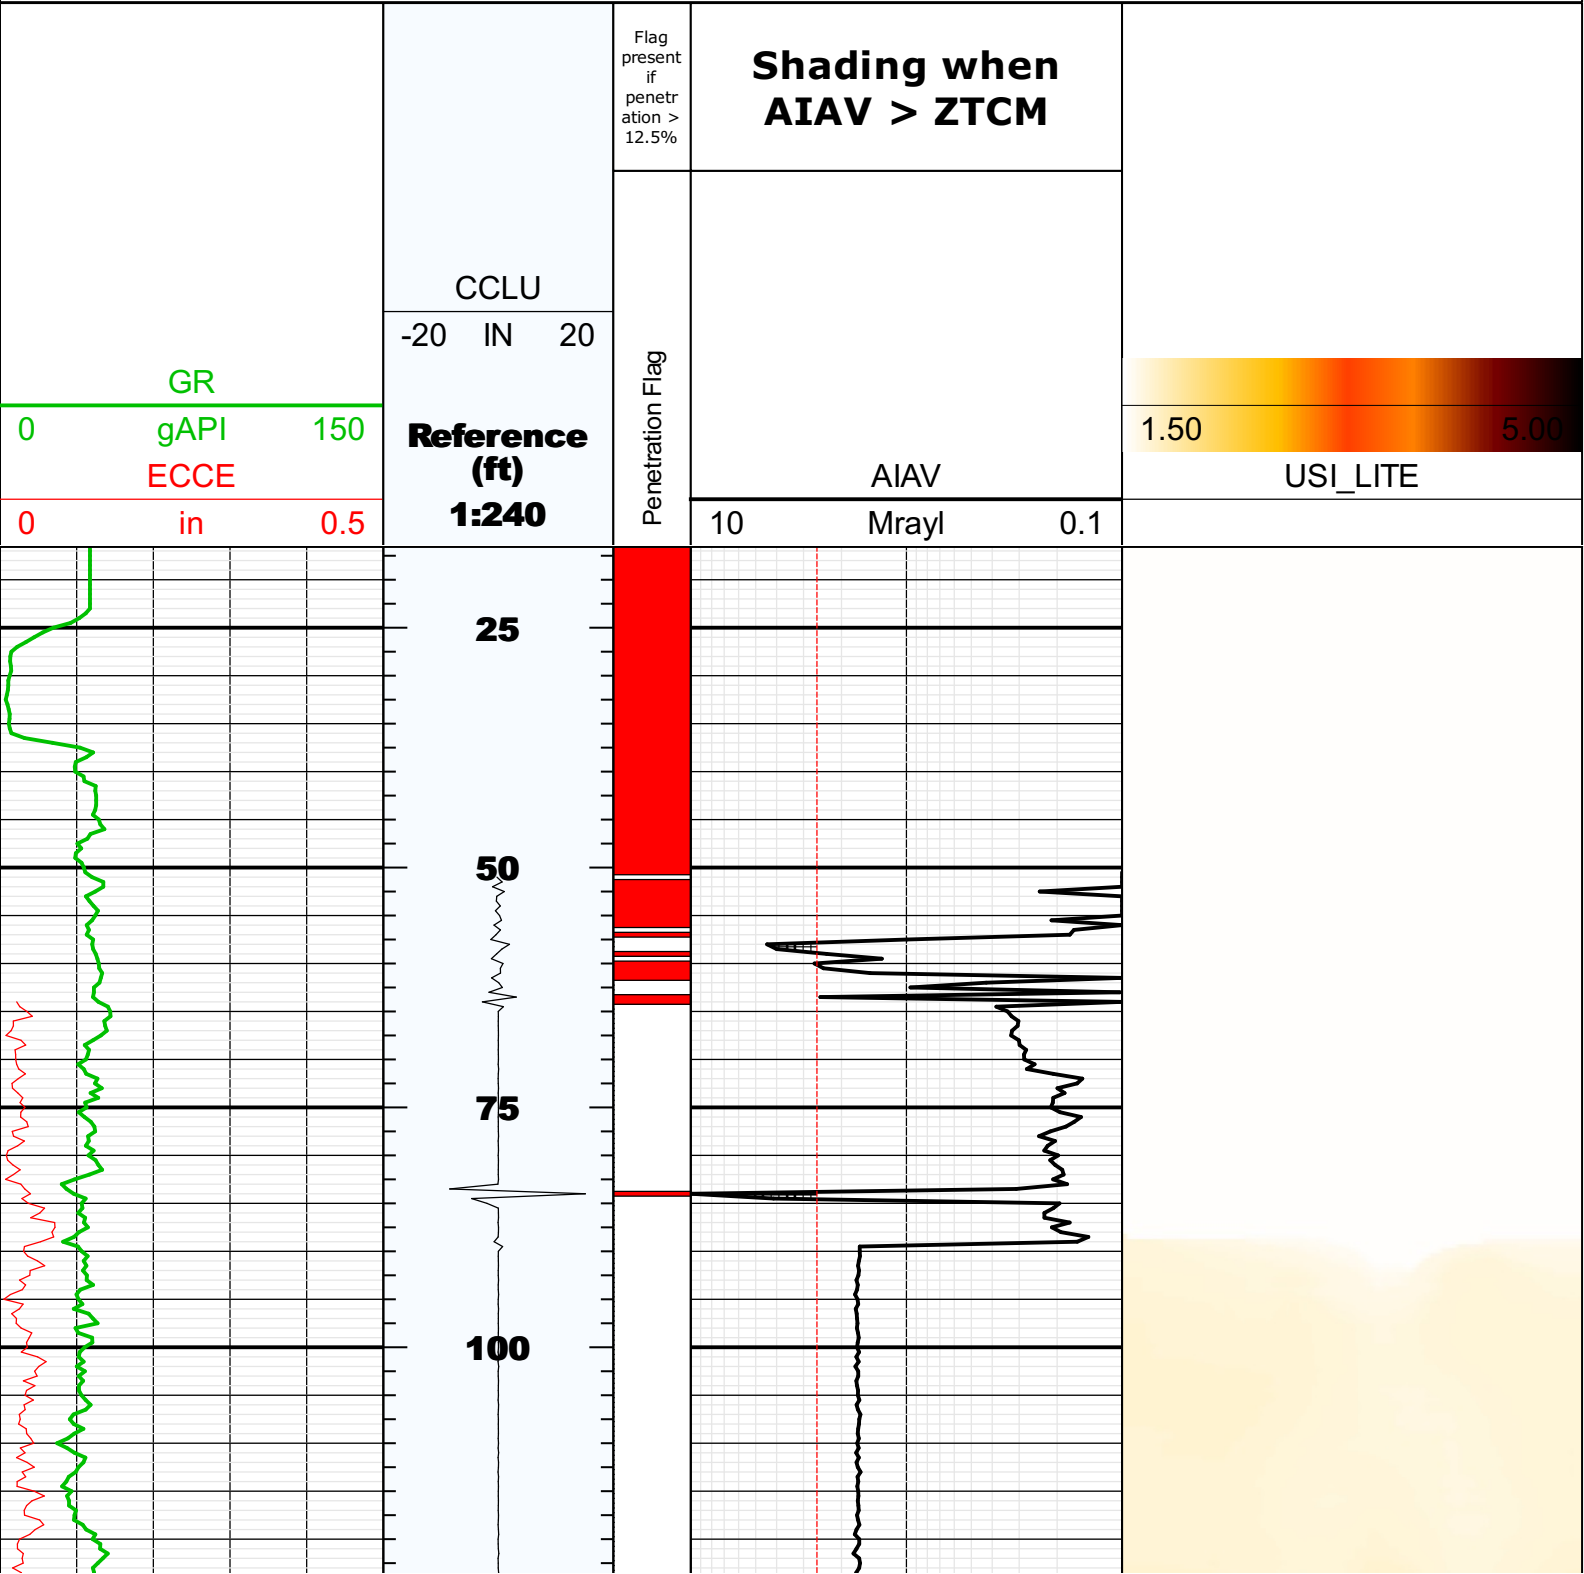 Flag
present
if
penetr
ation >
12.5%
Shading when
AIAV > ZTCM
CCLU
-20 IN 20
GR
0 gAPI 150
ECCE
0 in 0.5
Reference
(ft)
1:240
Penetration Flag
AIAV
10 Mrayl 0.1
1.50 5.00
USI_LITE
25
50
75
100